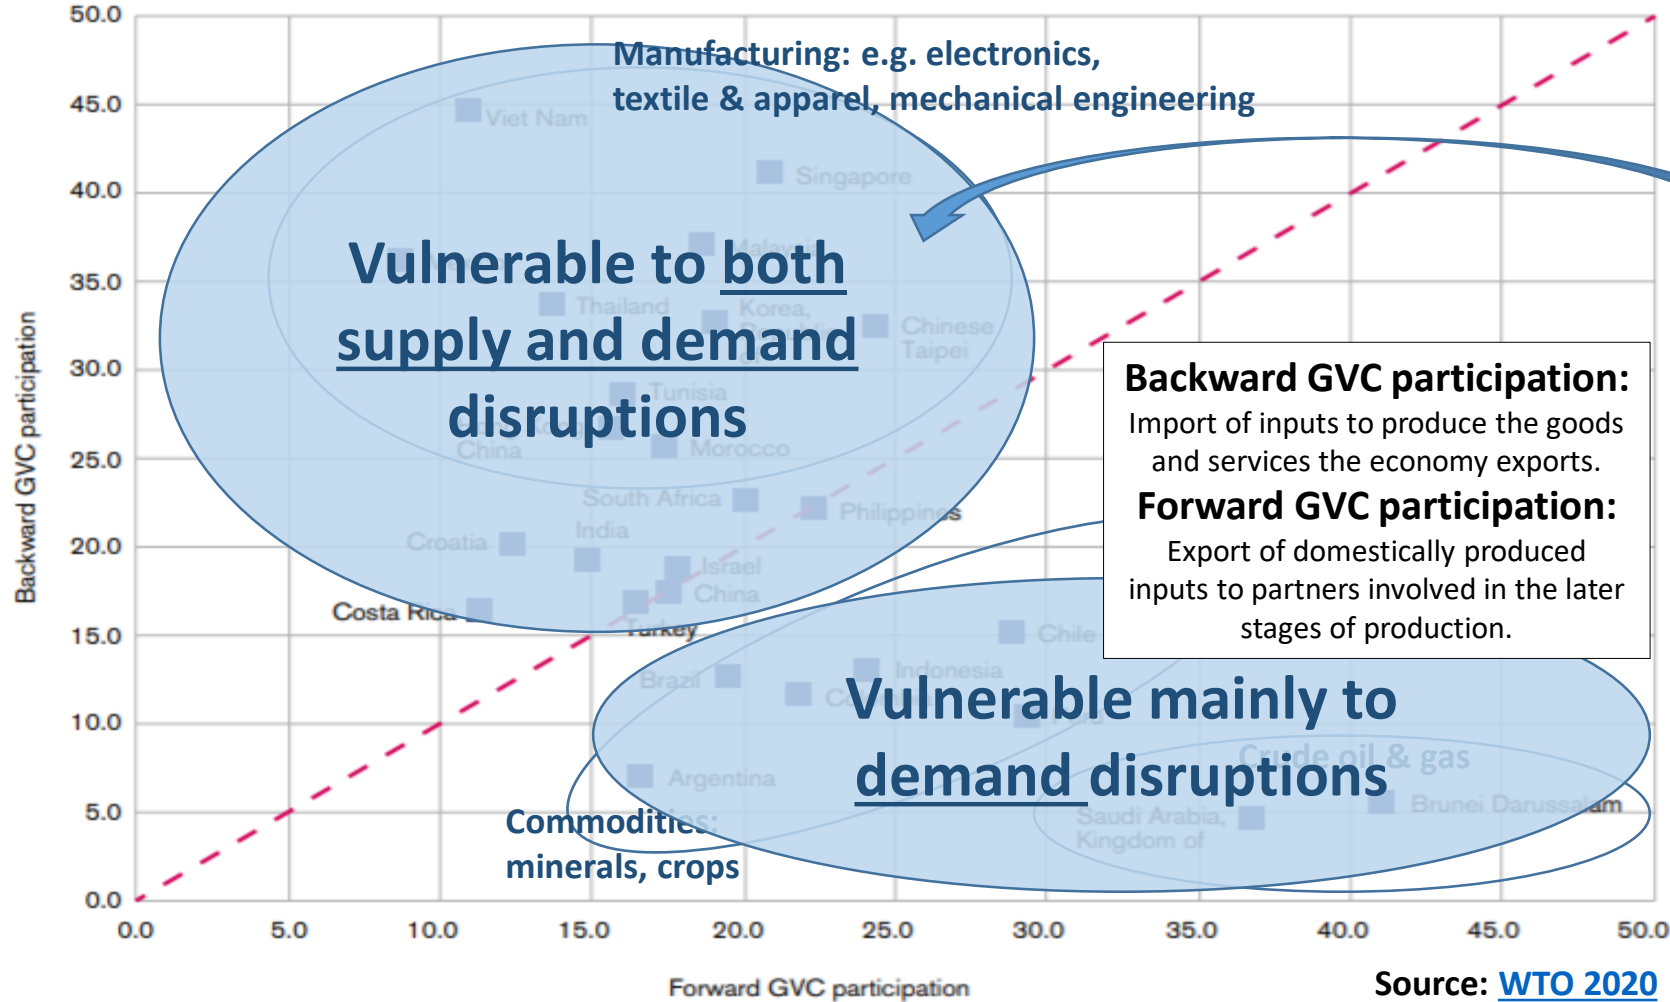 50.0
45.0
40.0
35.0
30.0
25.0
20.0
15.0
10.0
5.0
0.0
Backward GVC participation
Manufacturing: e.g. electronics,
textile & apparel, mechanical engineering
Viet Nam
Singapore
Malaysia
Thailand
Korea,
Republic
of
Chinese
Taipei
Tunisia
Hong Kong
China
Morocco
South Africa
Philippines
India
Croatia
Israel
China
Costa Rica
Turkey
Vulnerable to both
supply and demand
disruptions
Backward GVC participation:
Import of inputs to produce the goods
and services the economy exports.
Forward GVC participation:
Export of domestically produced
inputs to partners involved in the later
stages of production.
Chile
Indonesia
Brazil
Argentina
Vulnerable mainly to
demand disruptions
Crude oil & gas
Saudi Arabia,
Kingdom of
Brunei Darussalam
Commodities:
minerals, crops
0.0
5.0
10.0
15.0
20.0
25.0
30.0
35.0
40.0
45.0
50.0
Forward GVC participation
Source: WTO 2020